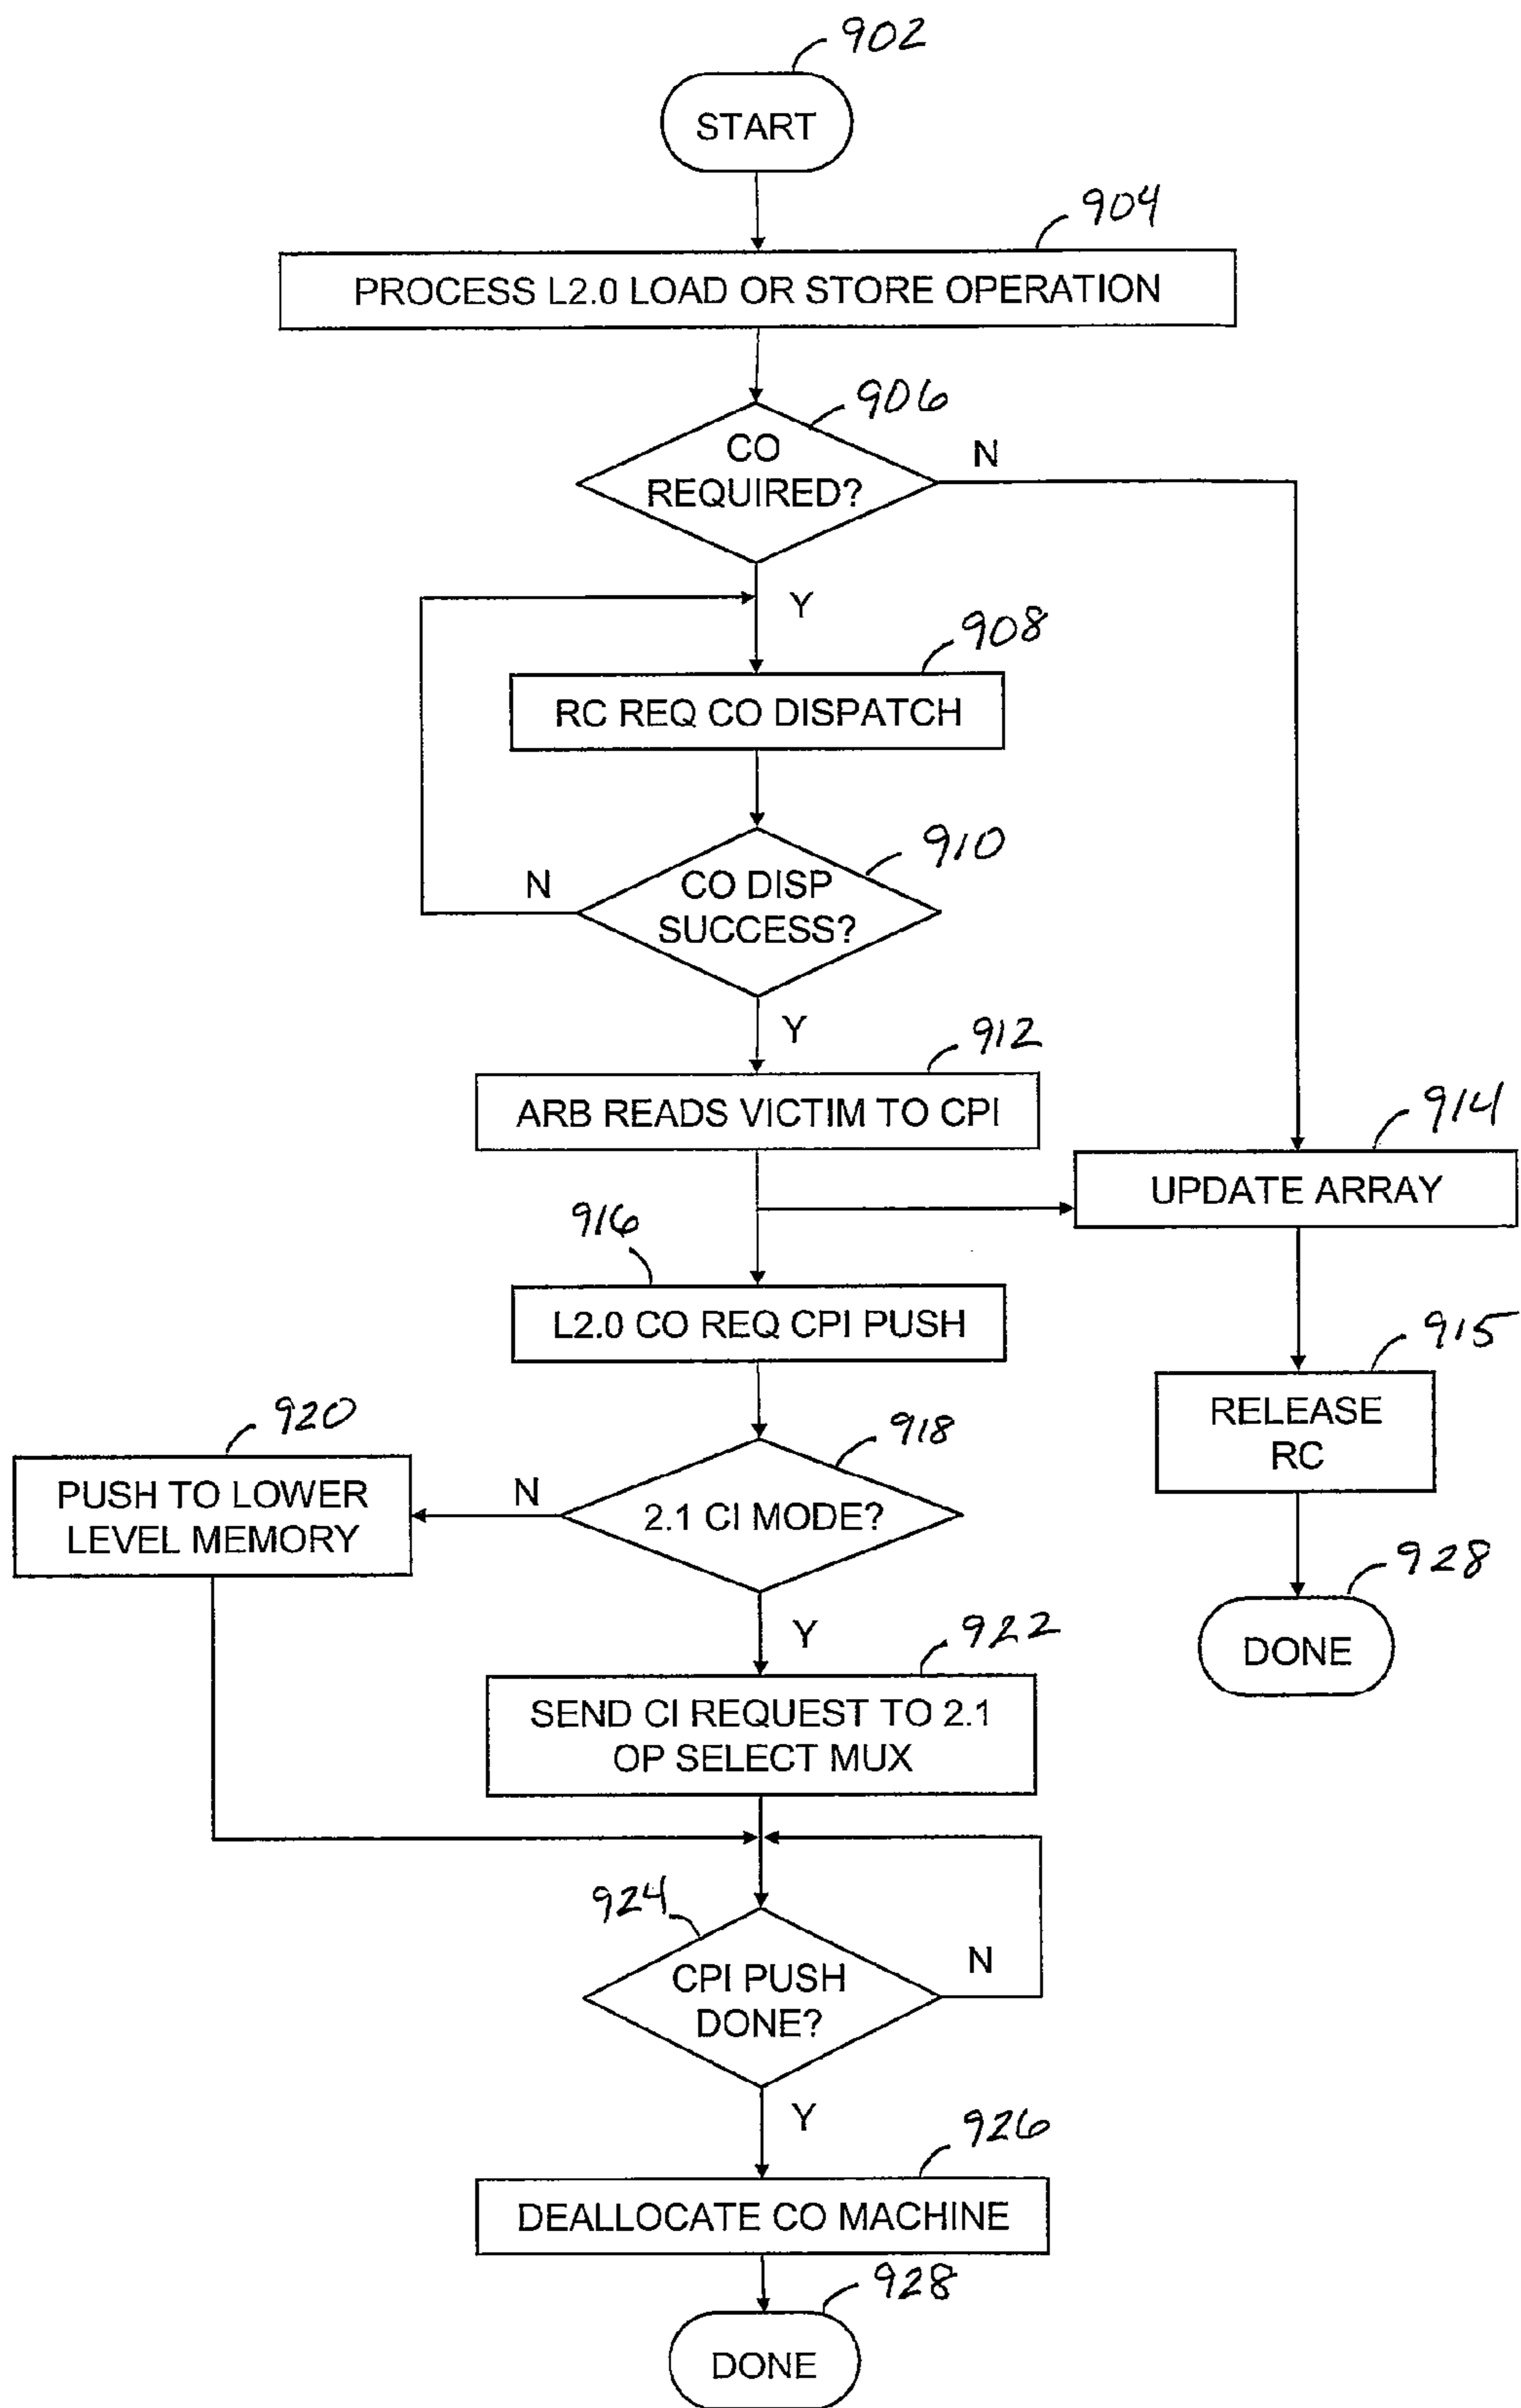 902
START
904
PROCESS L2.0 LOAD OR STORE OPERATION
906
CO
REQUIRED?
N
Y
908
RC REQ CO DISPATCH
910
CO DISP
SUCCESS?
N
Y
912
ARB READS VICTIM TO CPI
914
UPDATE ARRAY
916
L2.0 CO REQ CPI PUSH
915
RELEASE
RC
918
2.1 CI MODE?
N
920
PUSH TO LOWER
LEVEL MEMORY
928
DONE
Y
922
SEND CI REQUEST TO 2.1
OP SELECT MUX
924
CPI PUSH
DONE?
N
Y
926
DEALLOCATE CO MACHINE
928
DONE